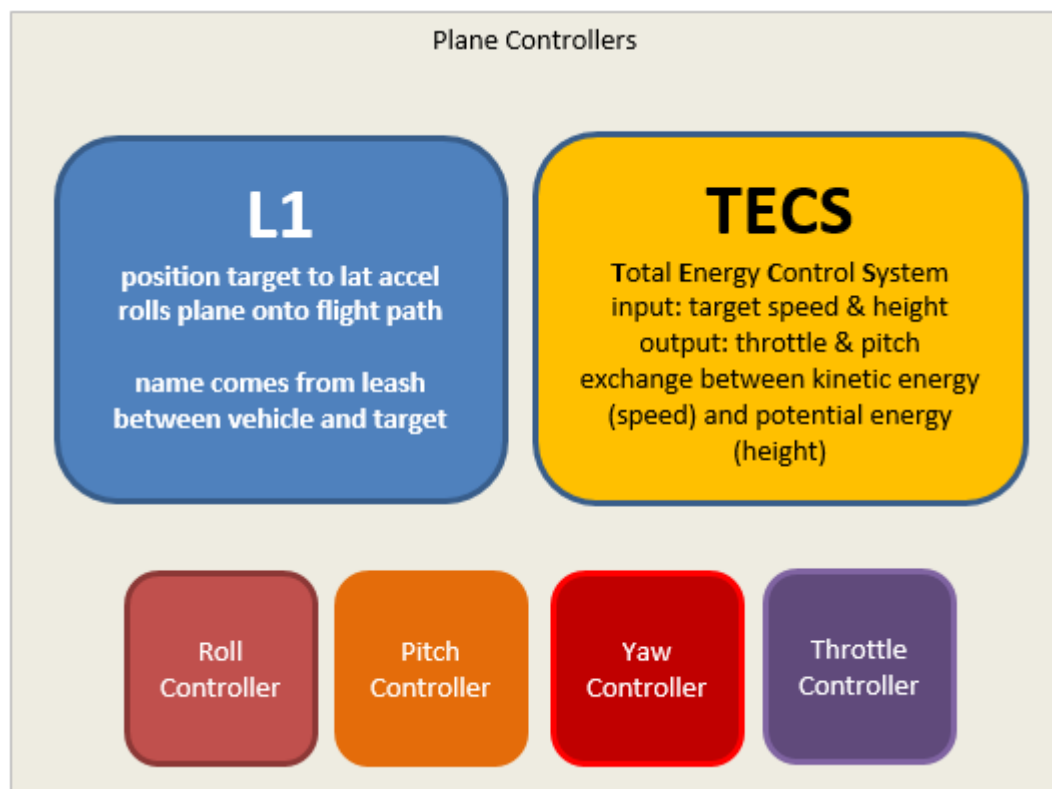 Plane Controllers
L1
position target to lat accel
rolls plane onto flight path
name comes from leash
between vehicle and target
TECS
Total Energy Control System
input: target speed & height
output: throttle & pitch
exchange between kinetic energy
(speed) and potential energy
(height)
Roll
Controller
Pitch
Controller
Yaw
Controller
Throttle
Controller